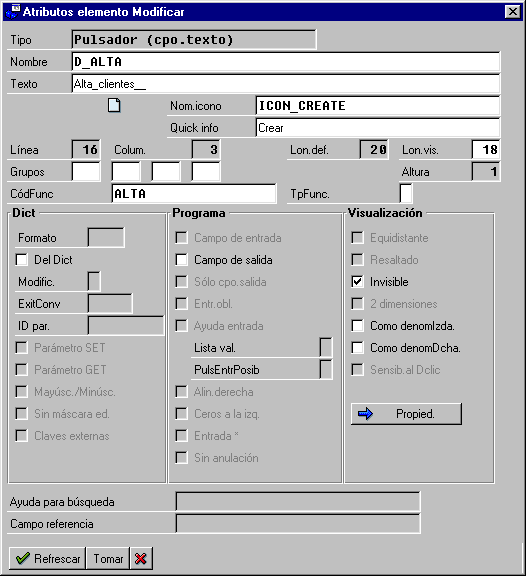 Atributos elemento Modificar
Tipo Pulsador (cpo.texto)
Nombre D_ALTA
Texto Alta_clientes__
Nom.icono ICON_CREATE
Quick info Crear
Línea 16 Colum. 3 Lon.def. 20 Lon.vis. 18
Grupos Altura 1
CódFunc ALTA TpFunc.
Dict
Formato
Del Dict
Modific.
ExitConv
ID par.
Parámetro SET
Parámetro GET
Mayúsc./Minúsc.
Sin máscara ed.
Claves externas
Programa
Campo de entrada
Campo de salida
Sólo cpo.salida
Entr.obl.
Ayuda entrada
Lista val.
PulsEntrPosib
Alin.derecha
Ceros a la izq.
Entrada *
Sin anulación
Visualización
Equidistante
Resaltado
Invisible
2 dimensiones
Como denomIzda.
Como denomDcha.
Sensib.al Dclic
Propied.
Ayuda para búsqueda
Campo referencia
Refrescar Tomar